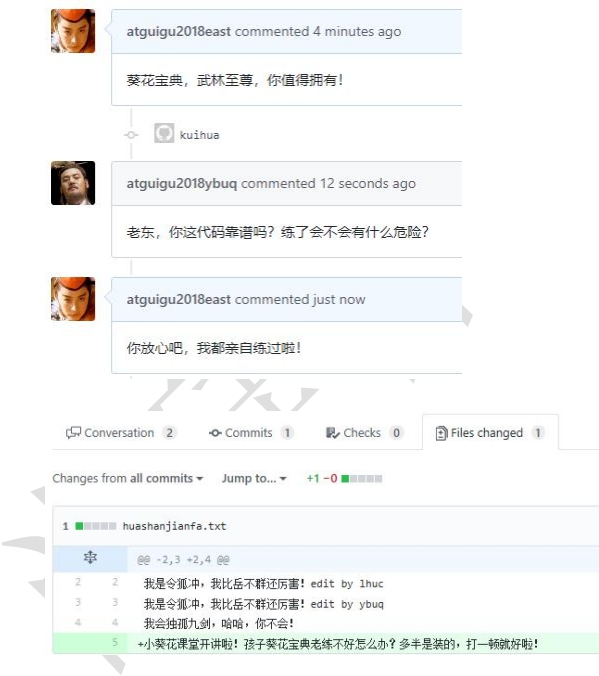 atguigu2018east commented 4 minutes ago
葵花宝典，武林至尊，你值得拥有！
kuihua
atguigu2018ybuq commented 12 seconds ago
老东，你这代码靠谱吗？练了会不会有什么危险？
atguigu2018east commented just now
你放心吧，我都亲自练过啦！
Conversation 2 Commits 1 Checks 0 Files changed 1
Changes from all commits Jump to... +1 −0
1 huashanjianfa.txt
@@ -2,3 +2,4 @@
2 2 我是令狐冲，我比岳不群还厉害！edit by lhuc
3 3 我是令狐冲，我比岳不群还厉害！edit by ybuq
4 4 我会独孤九剑，哈哈，你不会！
5 +小葵花课堂开讲啦！孩子葵花宝典老练不好怎么办？多半是装的，打一顿就好啦！